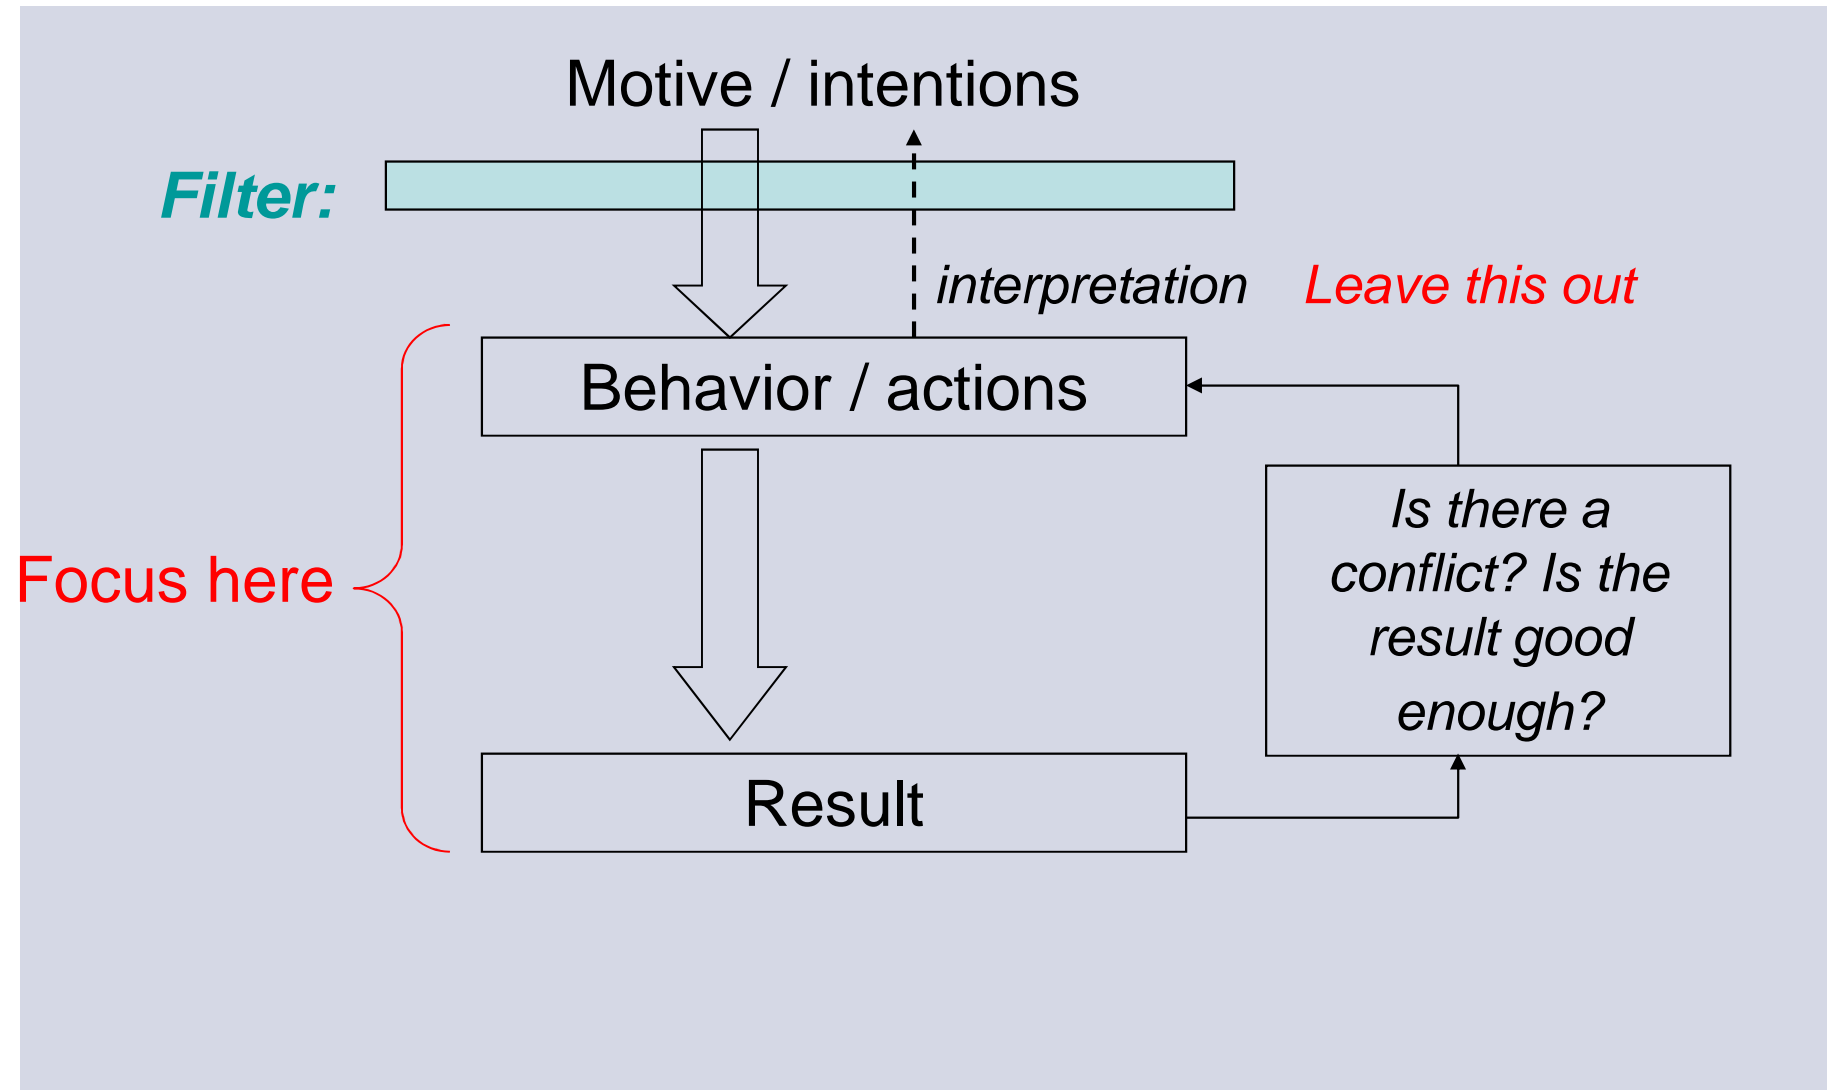 Motive / intentions
Filter:
interpretation
Leave this out
Behavior / actions
Focus here
Is there a
conflict? Is the
result good
enough?
Result